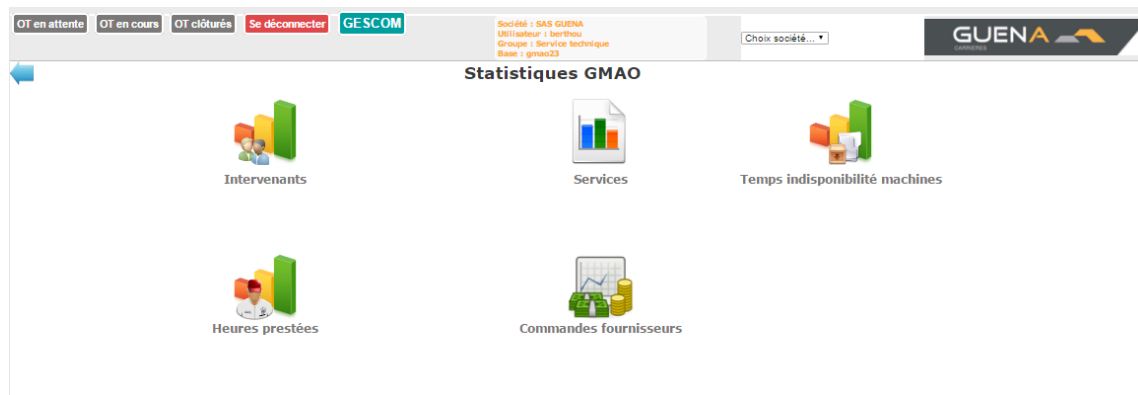 OT en attente OT en cours OT clôturés Se déconnecter GESCOM
Société : SAS GUENA
Utilisateur : berthou
Groupe : Service technique
Base : gmao23
Choix société...
GUENA
CARRIERES
Statistiques GMAO
Intervenants Services Temps indisponibilité machines
Heures prestées Commandes fournisseurs